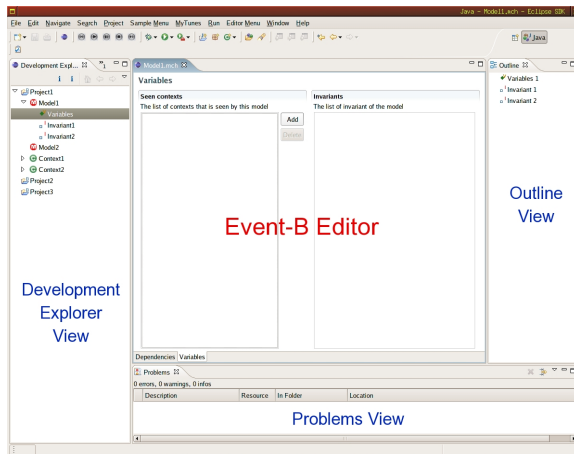 Java - Model1.mch - Eclipse SDK
File Edit Navigate Search Project Sample Menu MyTunes Run Editor Menu Window Help
Java
Development Expl...
Model1.mch
Outline
Variables
Project1
Model1
Variables
Invariant1
Invariant2
Model2
Context1
Context2
Project2
Project3
Seen contexts
The list of contexts that is seen by this model
Add
Delete
Invariants
The list of invariant of the model
Variables 1
Invariant 1
Invariant 2
Event-B Editor
Outline
View
Development
Explorer
View
Dependencies Variables
Problems
0 errors, 0 warnings, 0 infos
Description Resource In Folder Location
Problems View